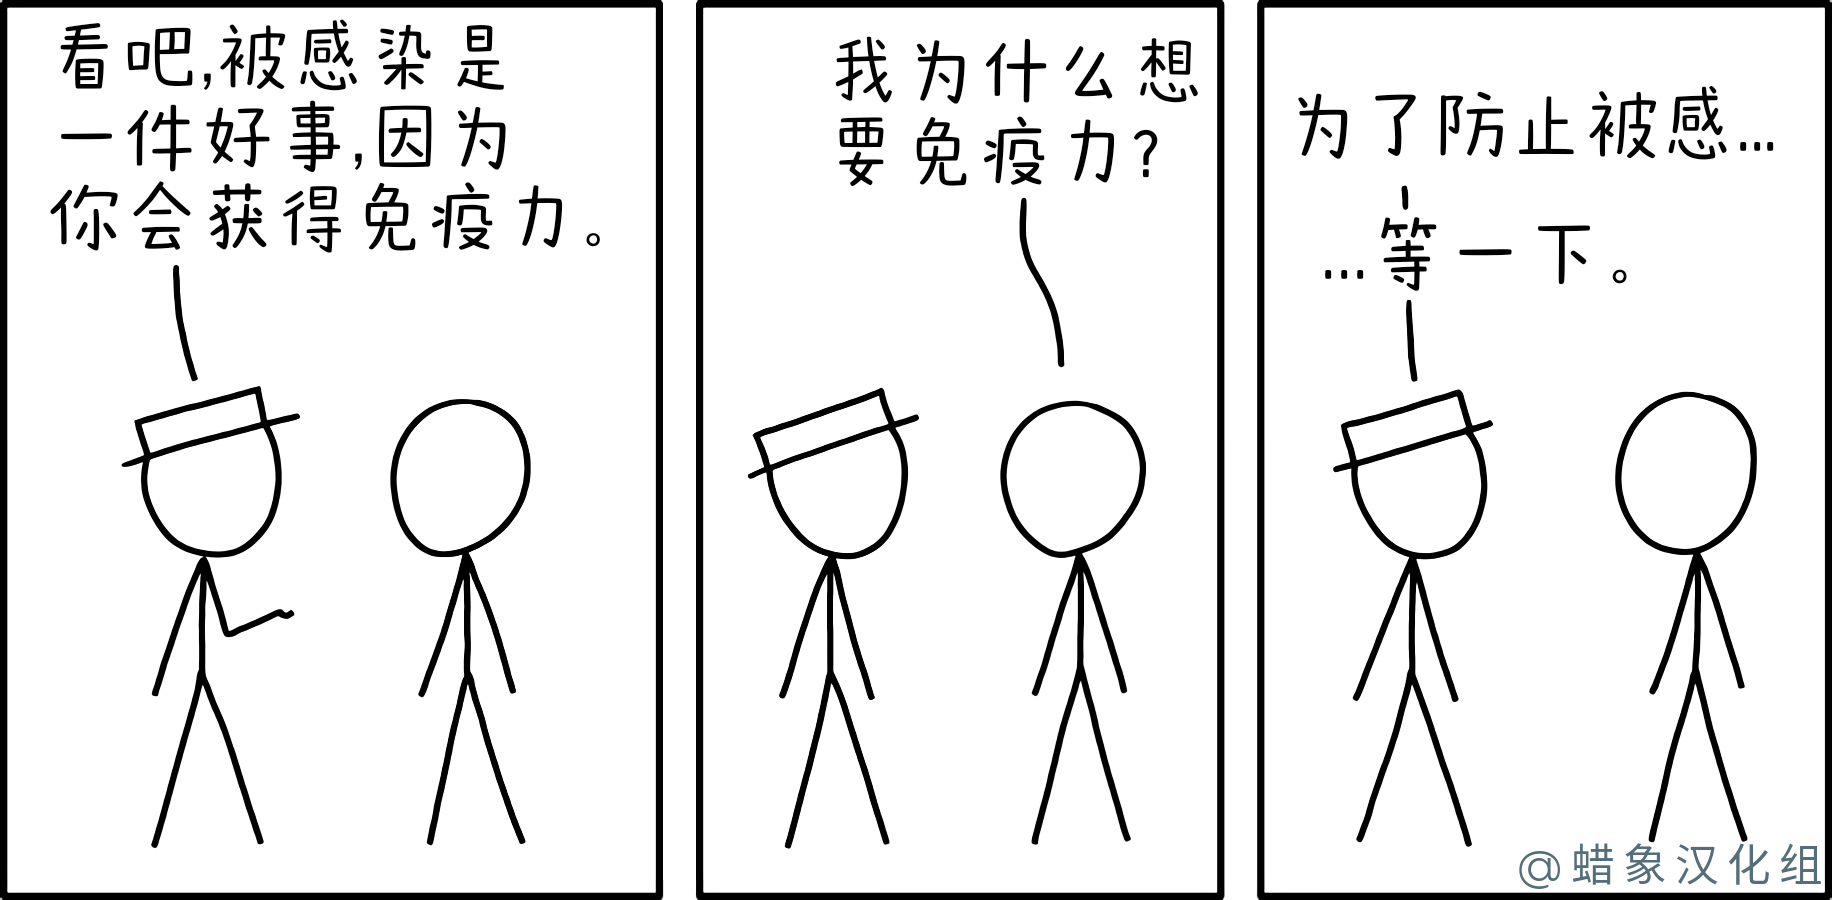 看吧,被感染是
一件好事,因为
你会获得免疫力。
我为什么想
要免疫力?
为了防止被感...
...等一下。
@蜡象汉化组